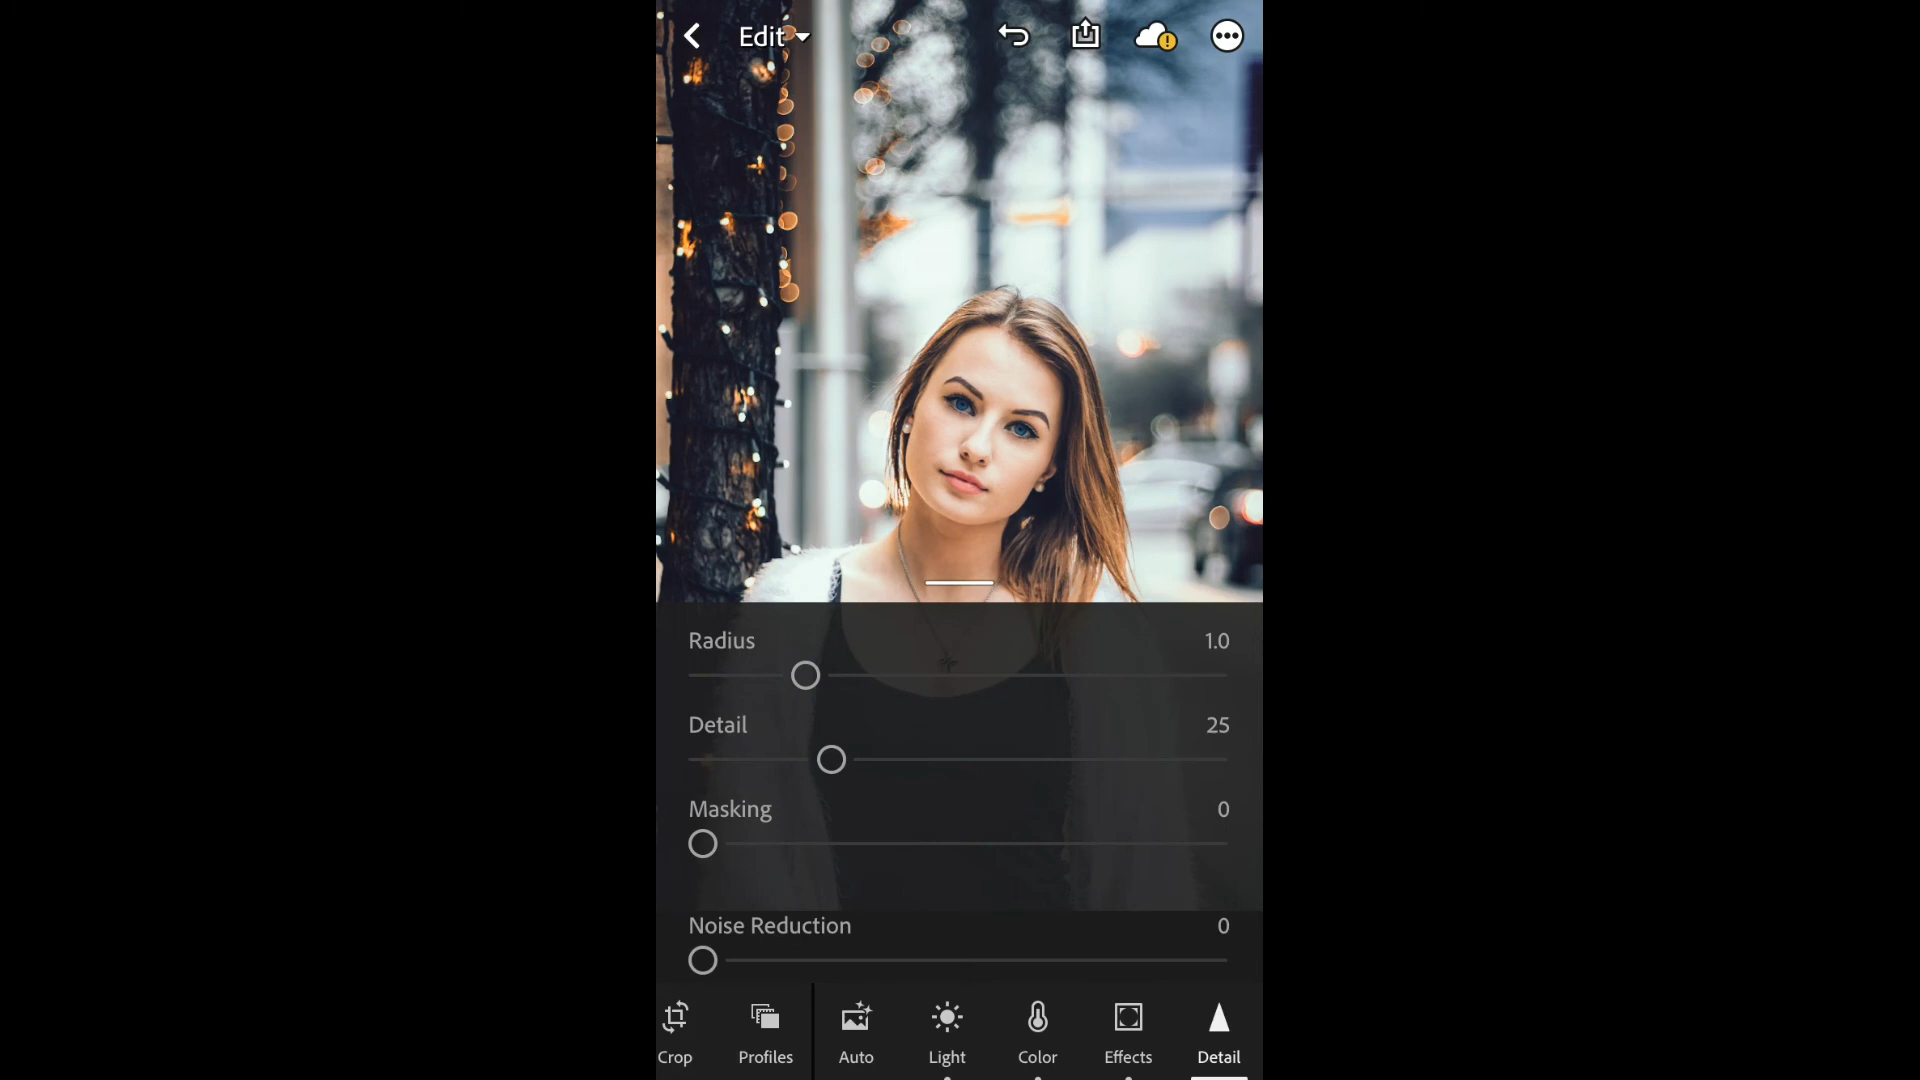 Edit
Radius 1.0
Detail 25
Masking 0
Noise Reduction 0
Crop Profiles Auto Light Color Effects Detail